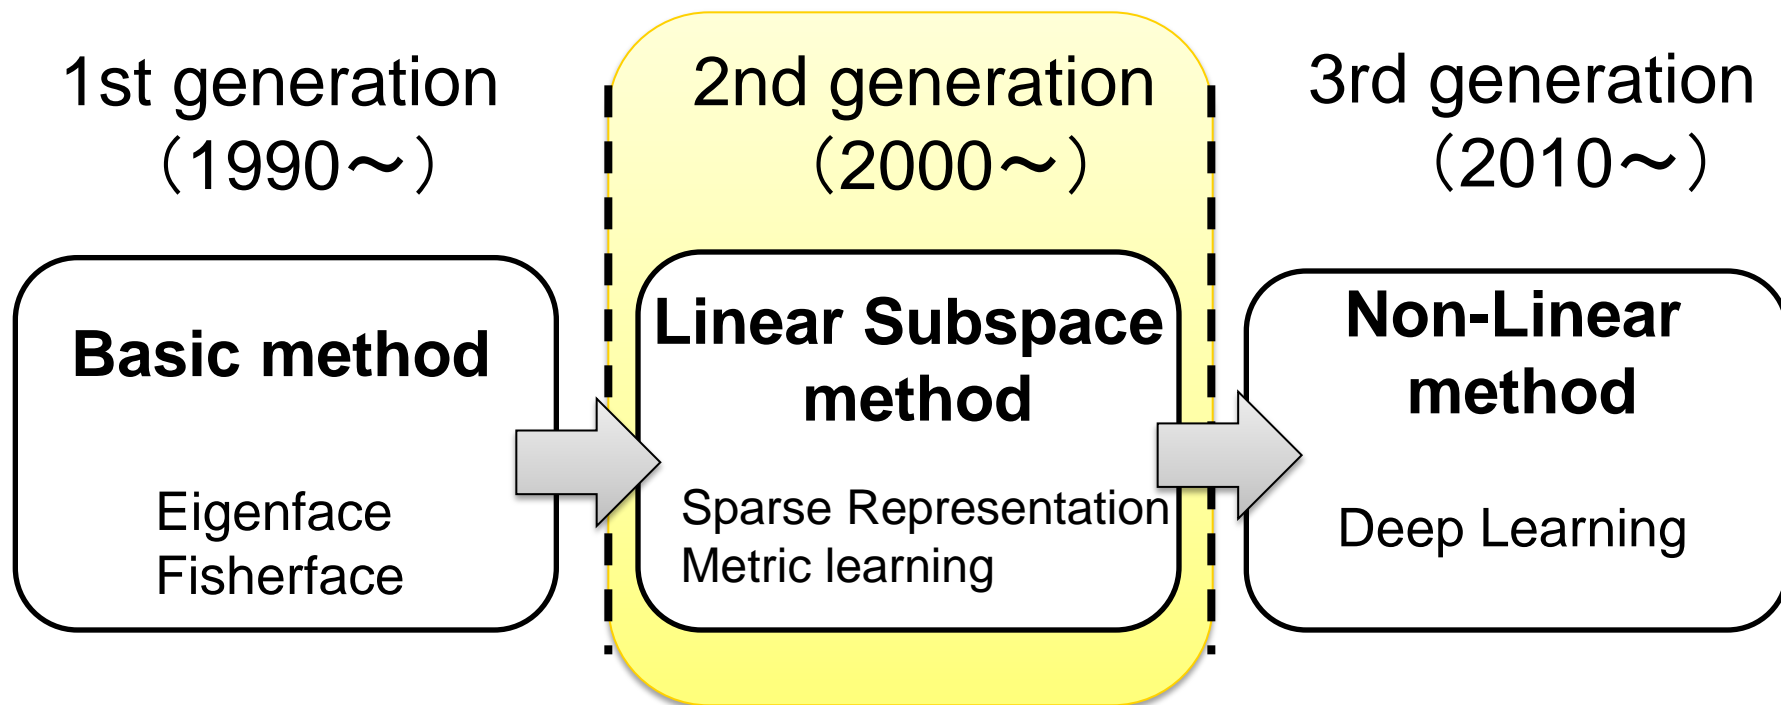 1st generation
（1990～）
Basic method
Eigenface
Fisherface
2nd generation
（2000～）
Linear Subspace
method
Sparse Representation
Metric learning
3rd generation
（2010～）
Non-Linear
method
Deep Learning